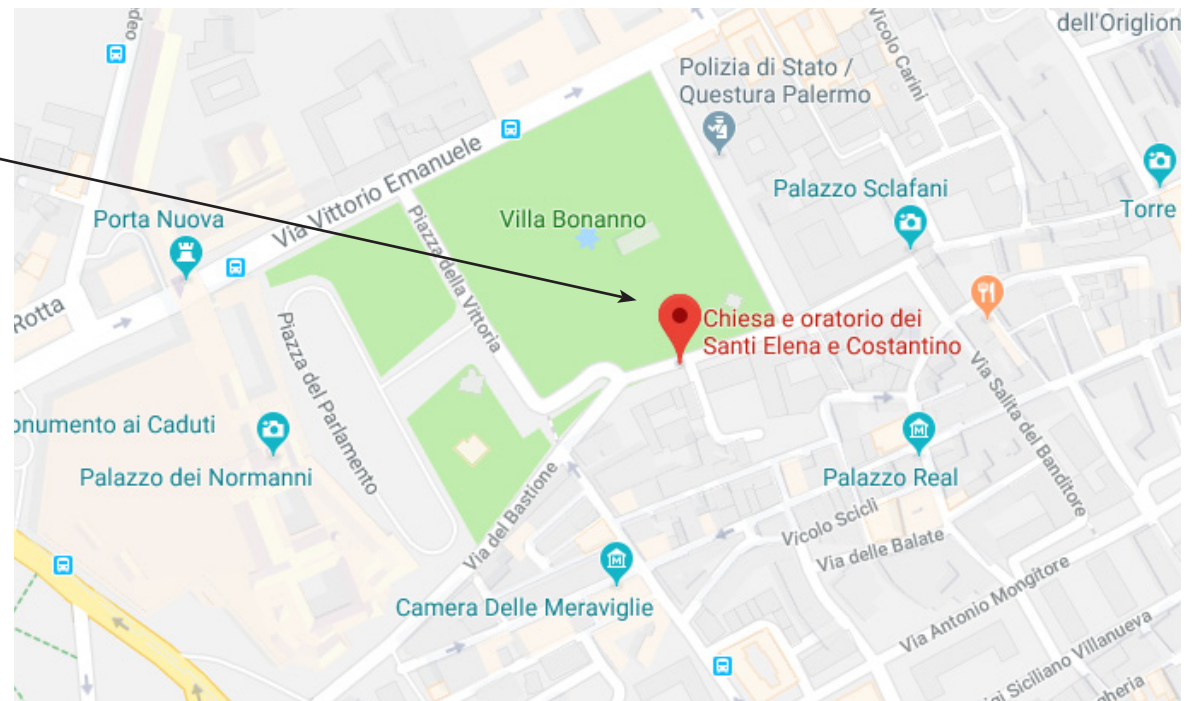 deo
dell'Origlion
Vicolo Carini
Polizia di Stato /
Questura Palermo
Via Vittorio Emanuele
Palazzo Sclafani
Porta Nuova
Villa Bonanno
Torre
Piazza della Vittoria
Rotta
Chiesa e oratorio dei
Santi Elena e Costantino
Piazza del Parlamento
Via Salita del Banditore
onumento ai Caduti
Palazzo dei Normanni
Palazzo Real
Via del Bastione
Vicolo Scicli
Via delle Balate
Camera Delle Meraviglie
Via Antonio Mongitore
gi Siciliano Villanueva
gheria